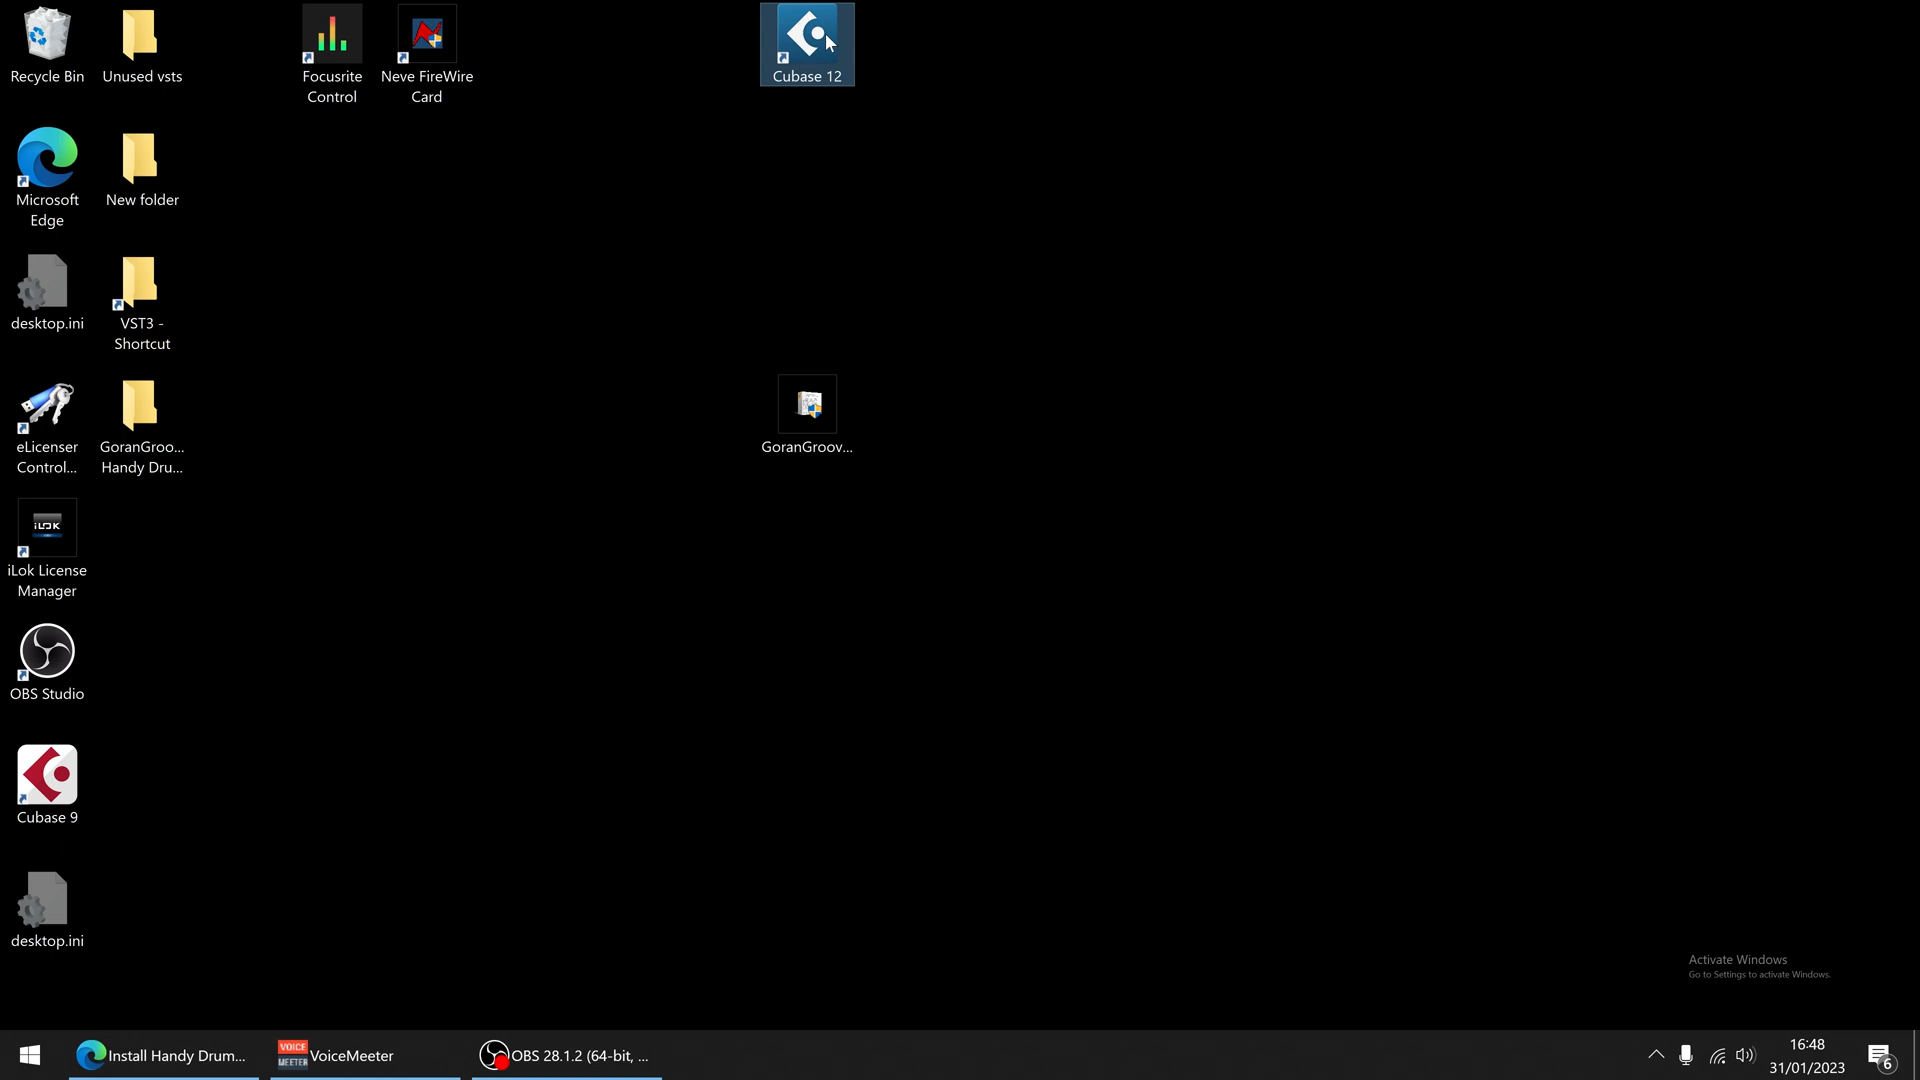 Recycle Bin
Unused vsts
Focusrite
Control
Neve FireWire
Card
Cubase 12
Microsoft
Edge
New folder
desktop.ini
VST3 -
Shortcut
eLicenser
Control...
GoranGroo...
Handy Dru...
GoranGroov...
iLOK
iLok License
Manager
OBS Studio
Cubase 9
desktop.ini
Activate Windows
Go to Settings to activate Windows.
Install Handy Drum...
VOICE
MEETER
VoiceMeeter
OBS 28.1.2 (64-bit, ...
16:48
31/01/2023
6